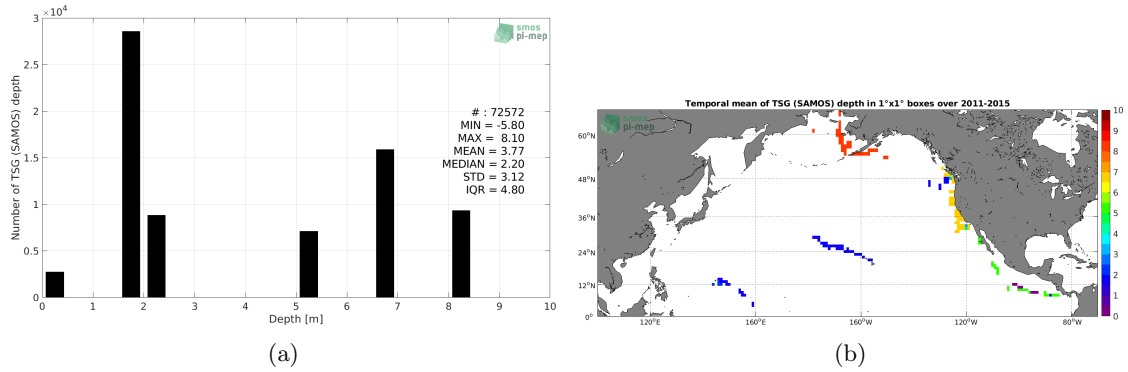 ×10⁴
smos
pi-mep
3
2.5
2
1.5
1
0.5
0
Number of TSG (SAMOS) depth
# : 72572
MIN = -5.80
MAX = 8.10
MEAN = 3.77
MEDIAN = 2.20
STD = 3.12
IQR = 4.80
0 1 2 3 4 5 6 7 8 9 10
Depth [m]
(a)
Temporal mean of TSG (SAMOS) depth in 1°x1° boxes over 2011-2015
smos
pi-mep
60°N
48°N
36°N
24°N
12°N
0°
120°E 160°E 160°W 120°W 80°W
10
9
8
7
6
5
4
3
2
1
0
(b)